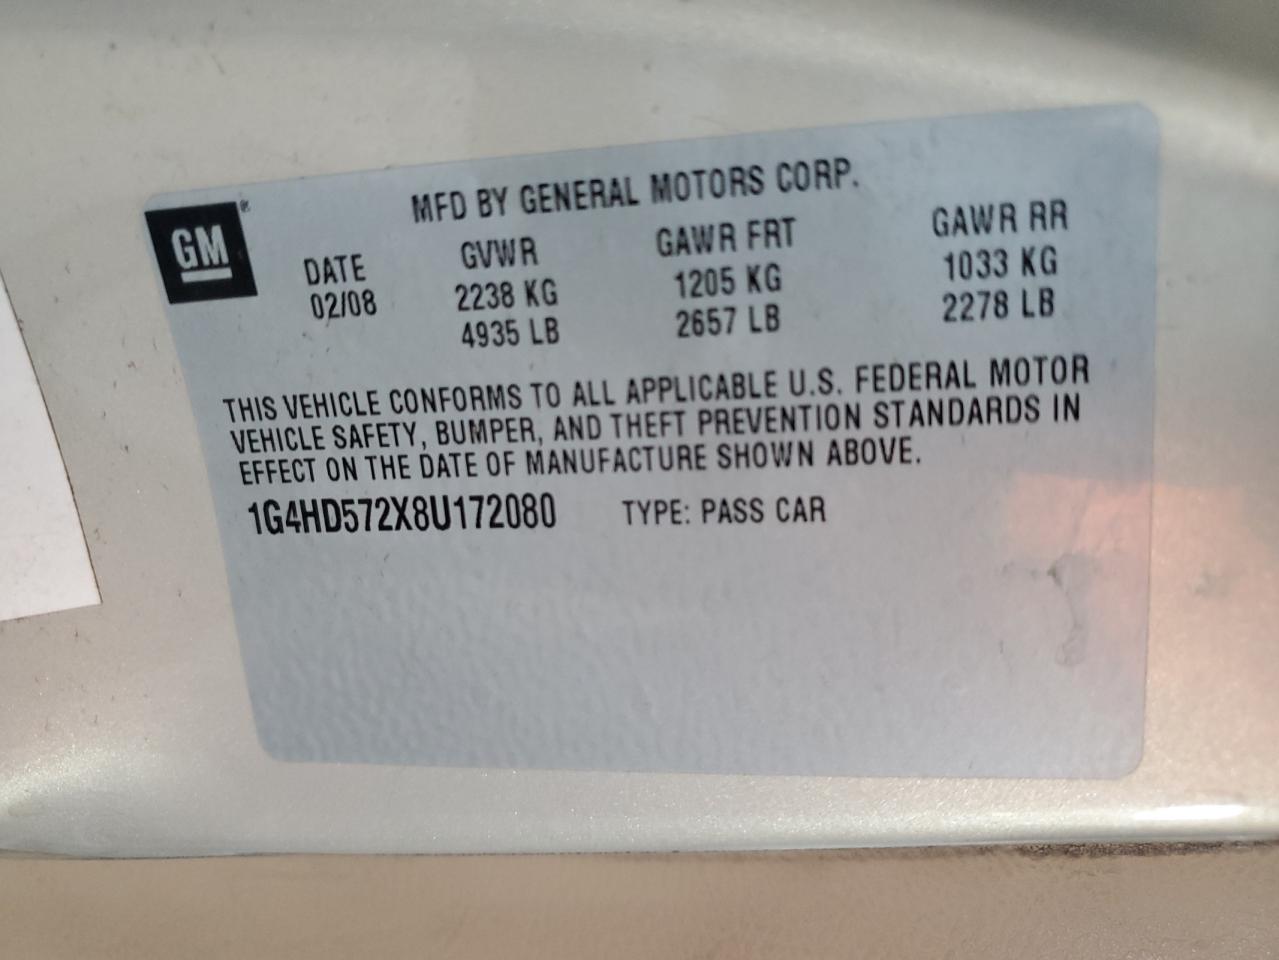 GM®
MFD BY GENERAL MOTORS CORP.
DATE GVWR GAWR FRT GAWR RR
02/08 2238 KG 1205 KG 1033 KG
4935 LB 2657 LB 2278 LB
THIS VEHICLE CONFORMS TO ALL APPLICABLE U.S. FEDERAL MOTOR
VEHICLE SAFETY, BUMPER, AND THEFT PREVENTION STANDARDS IN
EFFECT ON THE DATE OF MANUFACTURE SHOWN ABOVE.
1G4HD572X8U172080 TYPE: PASS CAR